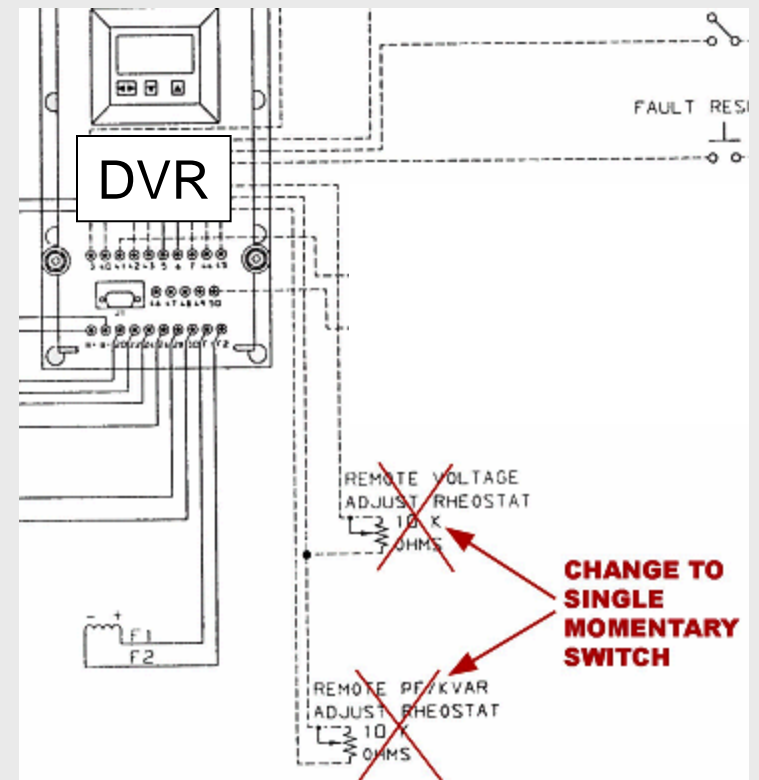 FAULT RES
DVR
J1
REMOTE VOLTAGE
ADJUST RHEOSTAT
10 K
OHMS
CHANGE TO
SINGLE
MOMENTARY
SWITCH
- +
F1
F2
REMOTE PF/KVAR
ADJUST RHEOSTAT
10 K
OHMS